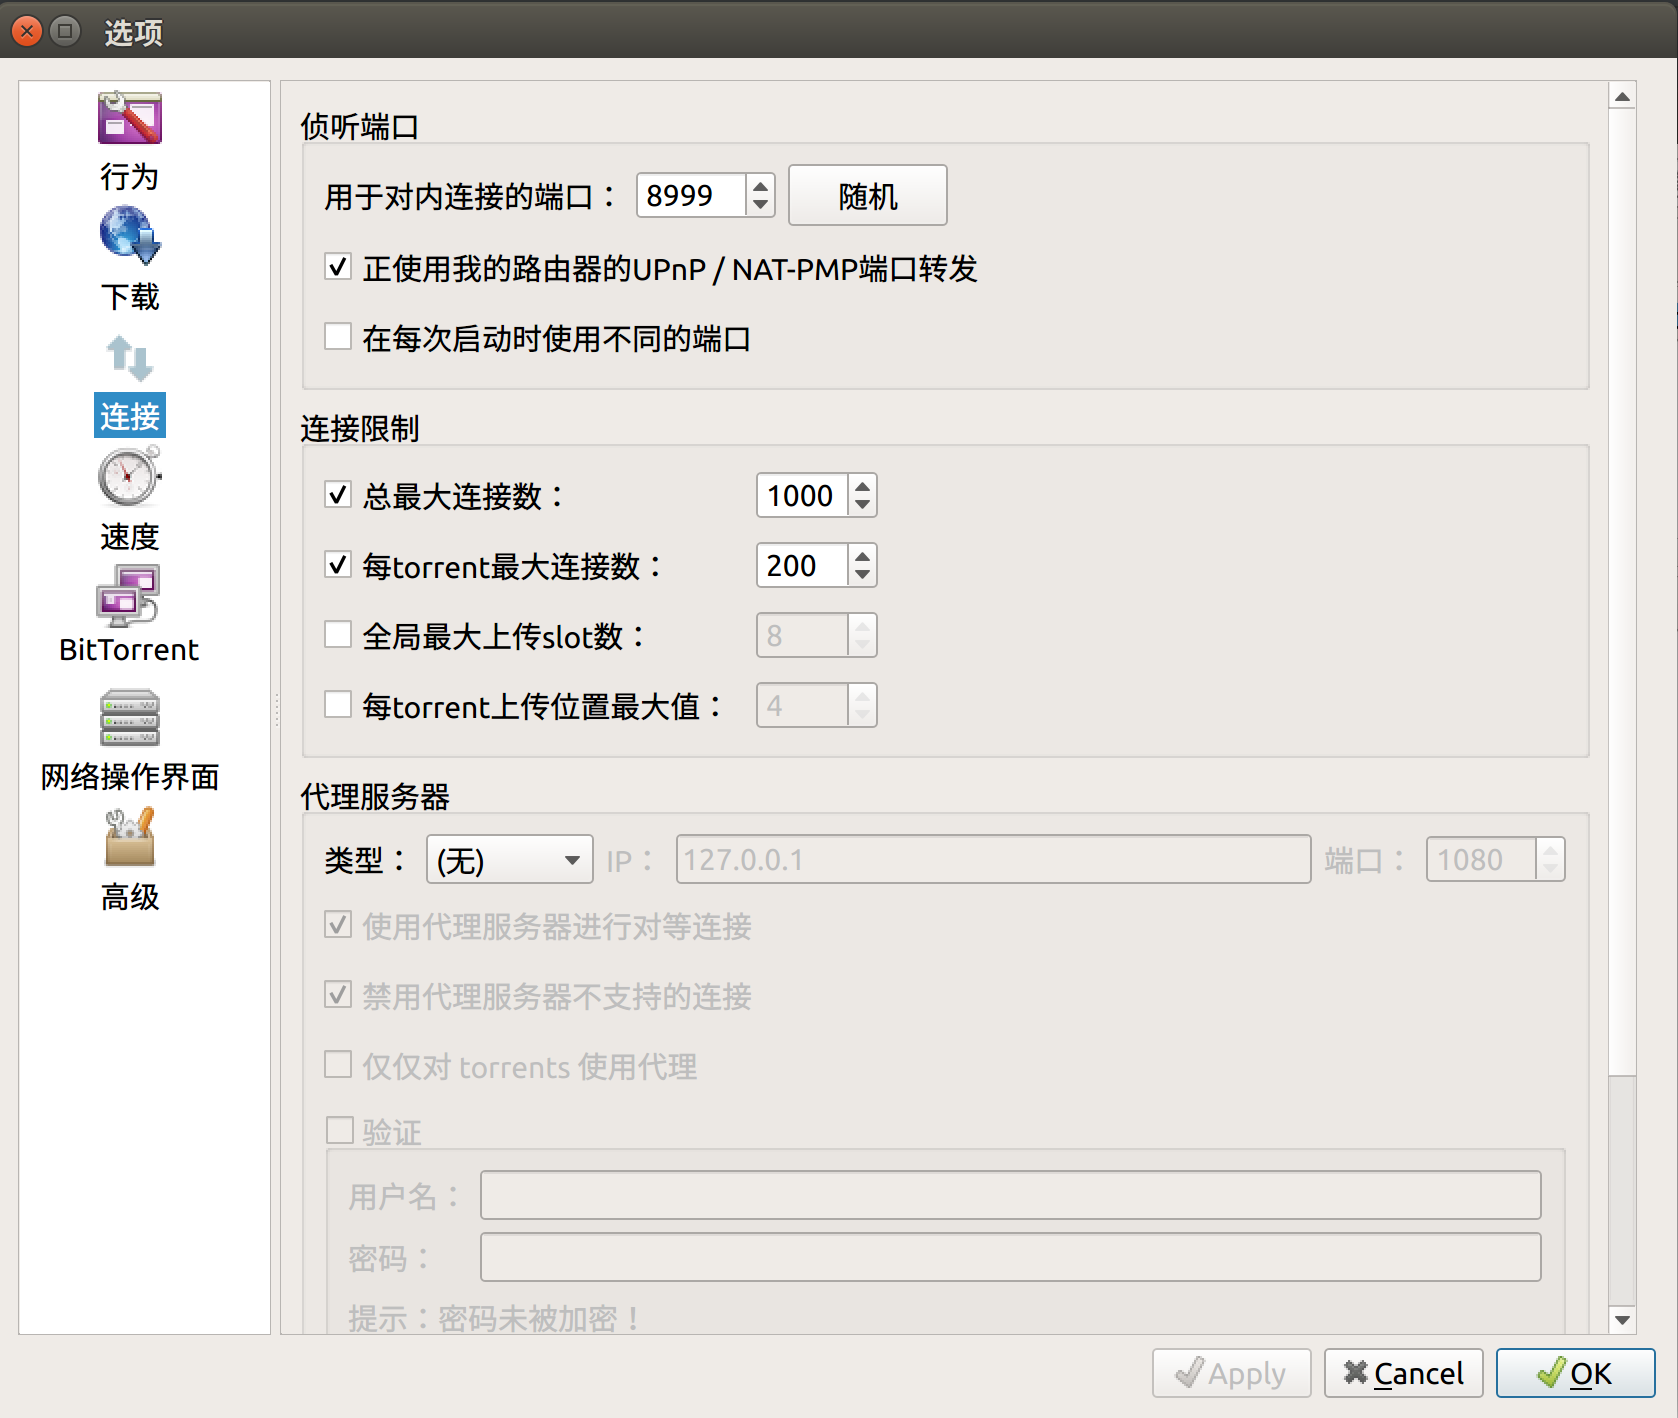 选项
行为
下载
连接
速度
BitTorrent
网络操作界面
高级
侦听端口
用于对内连接的端口： 8999 随机
正使用我的路由器的UPnP / NAT-PMP端口转发
在每次启动时使用不同的端口
连接限制
总最大连接数： 1000
每torrent最大连接数： 200
全局最大上传slot数： 8
每torrent上传位置最大值： 4
代理服务器
类型： (无) IP： 127.0.0.1 端口： 1080
使用代理服务器进行对等连接
禁用代理服务器不支持的连接
仅仅对 torrents 使用代理
验证
用户名：
密码：
提示：密码未被加密！
Apply Cancel OK